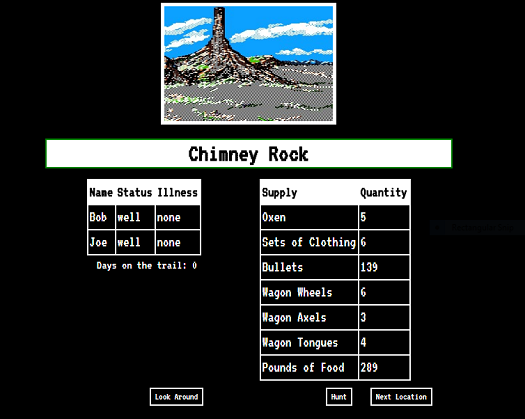 Chimney Rock
Name Status Illness
Bob well none
Joe well none
Days on the trail: 0
Supply Quantity
Oxen 5
Sets of Clothing 6
Bullets 139
Wagon Wheels 6
Wagon Axels 3
Wagon Tongues 4
Pounds of Food 289
Look Around
Hunt
Next Location